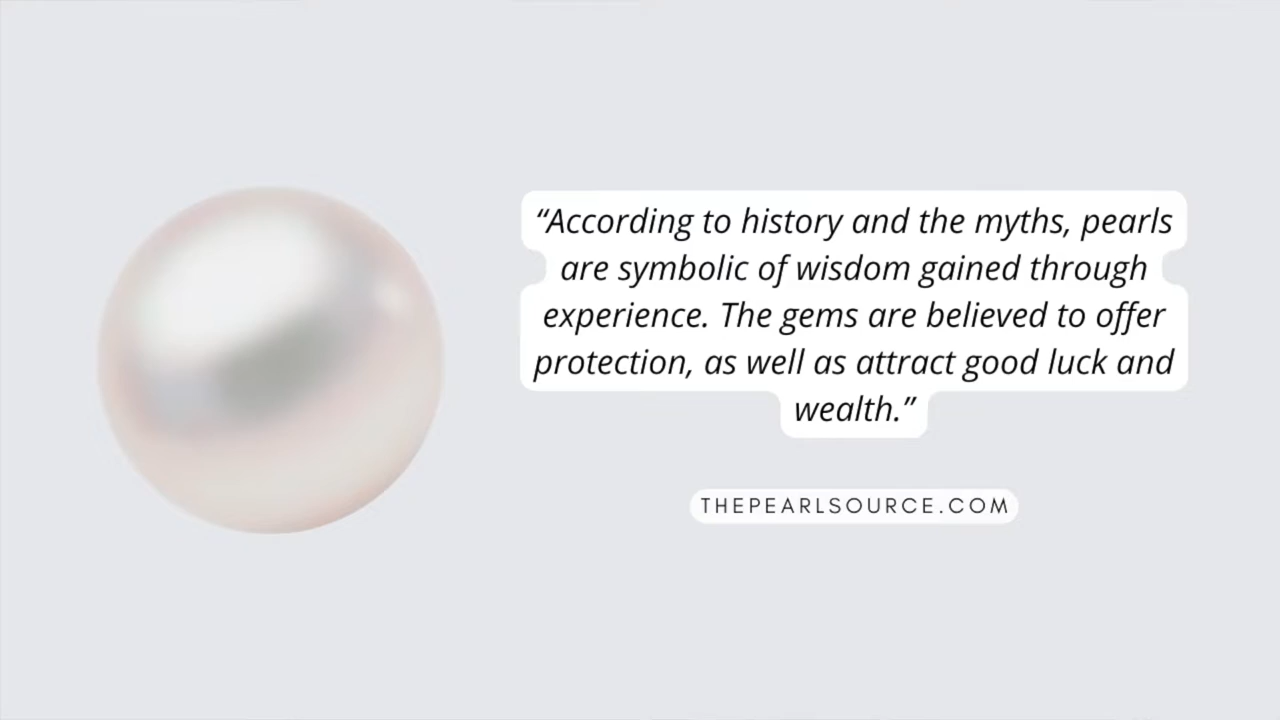 “According to history and the myths, pearls
are symbolic of wisdom gained through
experience. The gems are believed to offer
protection, as well as attract good luck and
wealth.”
THEPEARLSOURCE.COM